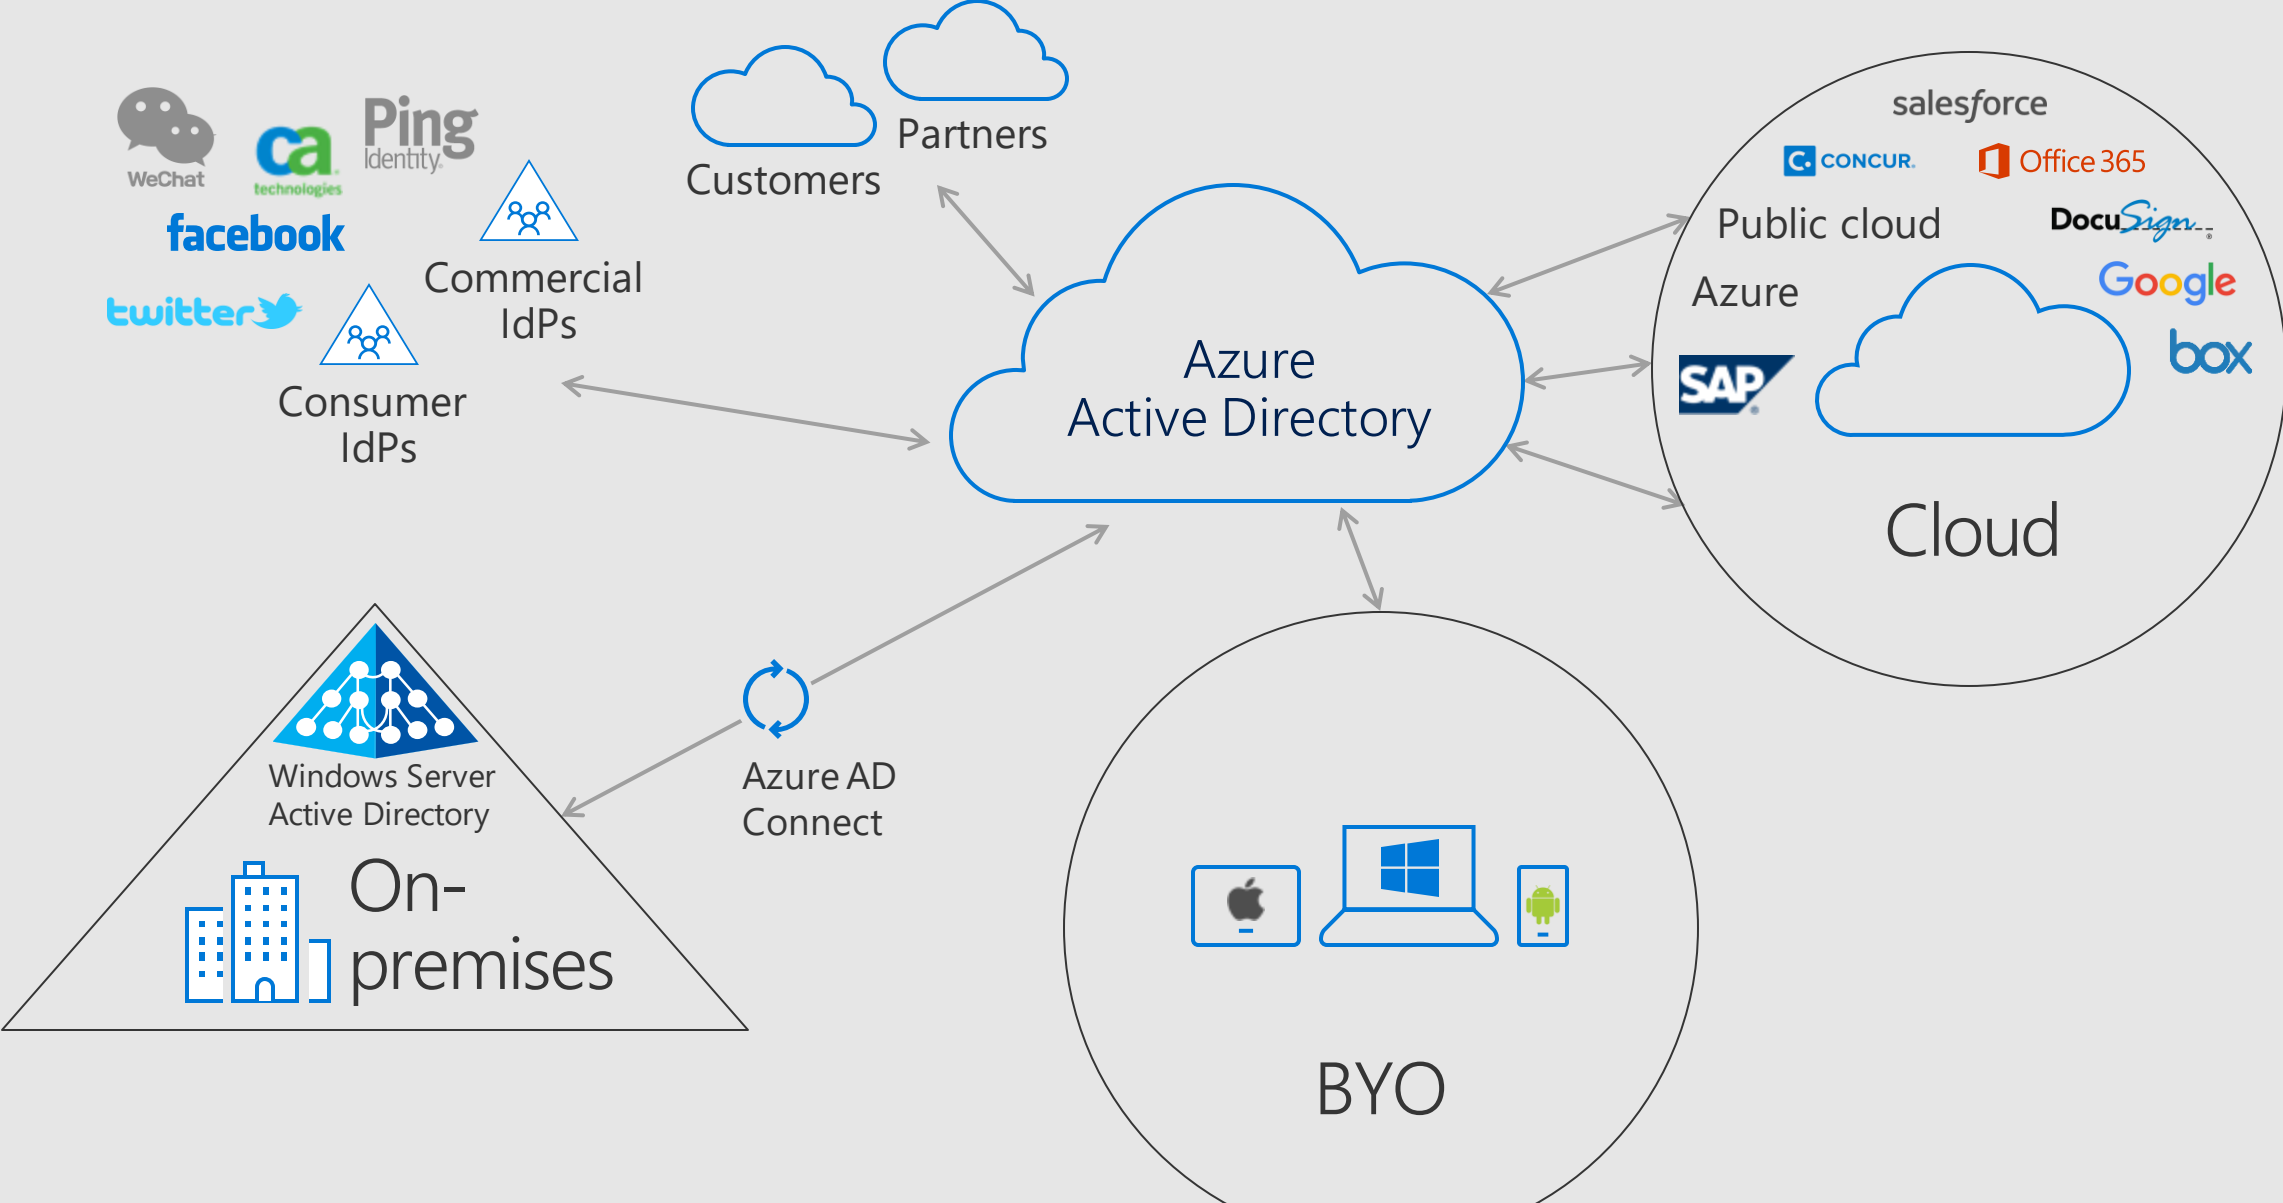 WeChat
ca
technologies
Ping
Identity
facebook
twitter
Commercial
IdPs
Consumer
IdPs
Customers
Partners
Azure
Active Directory
salesforce
C. CONCUR.
Office 365
Public cloud
DocuSign
Azure
Google
SAP
box
Cloud
Windows Server
Active Directory
On-
premises
Azure AD
Connect
BYO